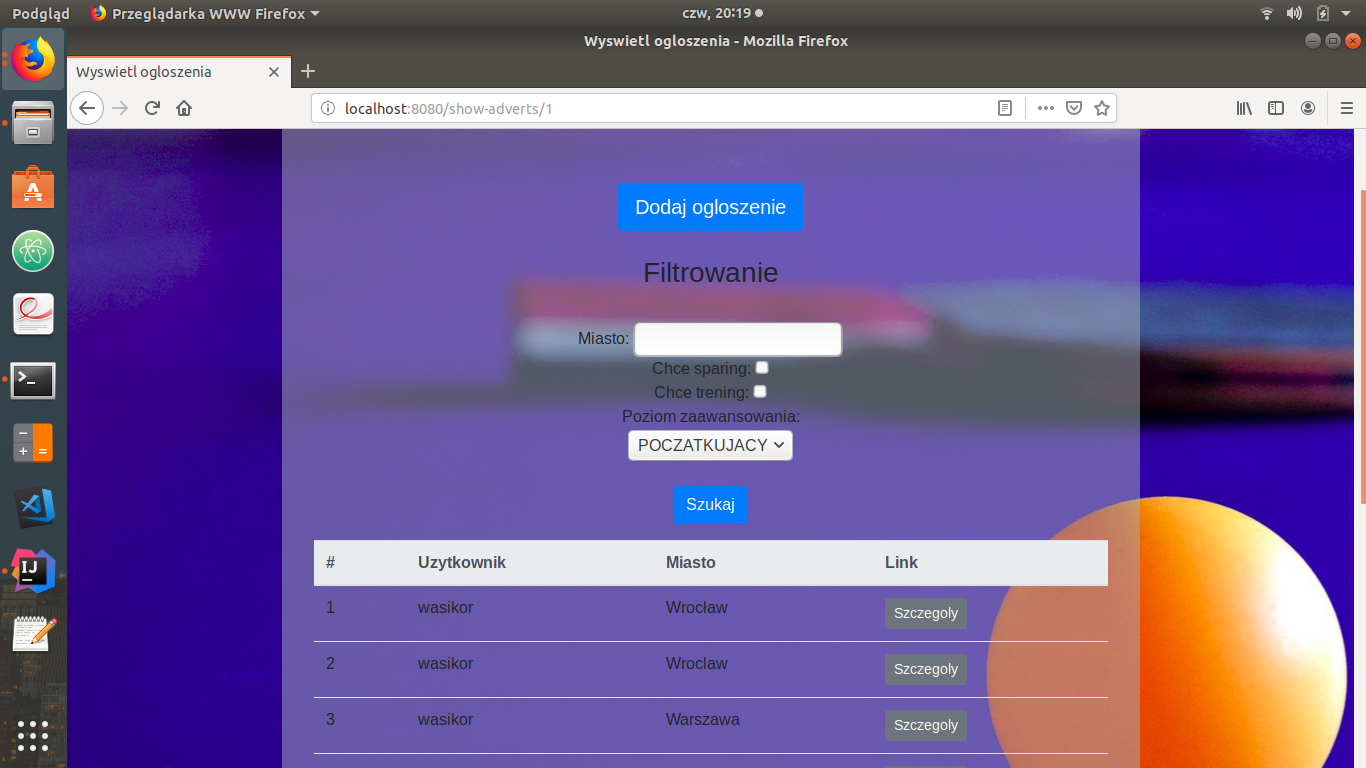 Podgląd
Przeglądarka WWW Firefox
czw, 20:19
Wyswietl ogloszenia - Mozilla Firefox
Wyswietl ogloszenia
localhost:8080/show-adverts/1
Dodaj ogloszenie
Filtrowanie
Miasto:
Chce sparing:
Chce trening:
Poziom zaawansowania:
POCZATKUJACY
Szukaj
# Uzytkownik Miasto Link
1 wasikor Wrocław Szczegoly
2 wasikor Wroclaw Szczegoly
3 wasikor Warszawa Szczegoly
IJ